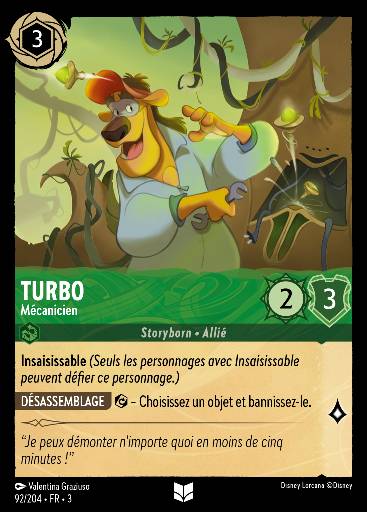 3
TURBO
Mécanicien
2
3
Storyborn • Allié
Insaisissable (Seuls les personnages avec Insaisissable
peuvent défier ce personnage.)
DÉSASSEMBLAGE – Choisissez un objet et bannissez-le.
“Je peux démonter n'importe quoi en moins de cinq
minutes !”
Valentina Graziuso
Disney Lorcana ©Disney
92/204 • FR • 3